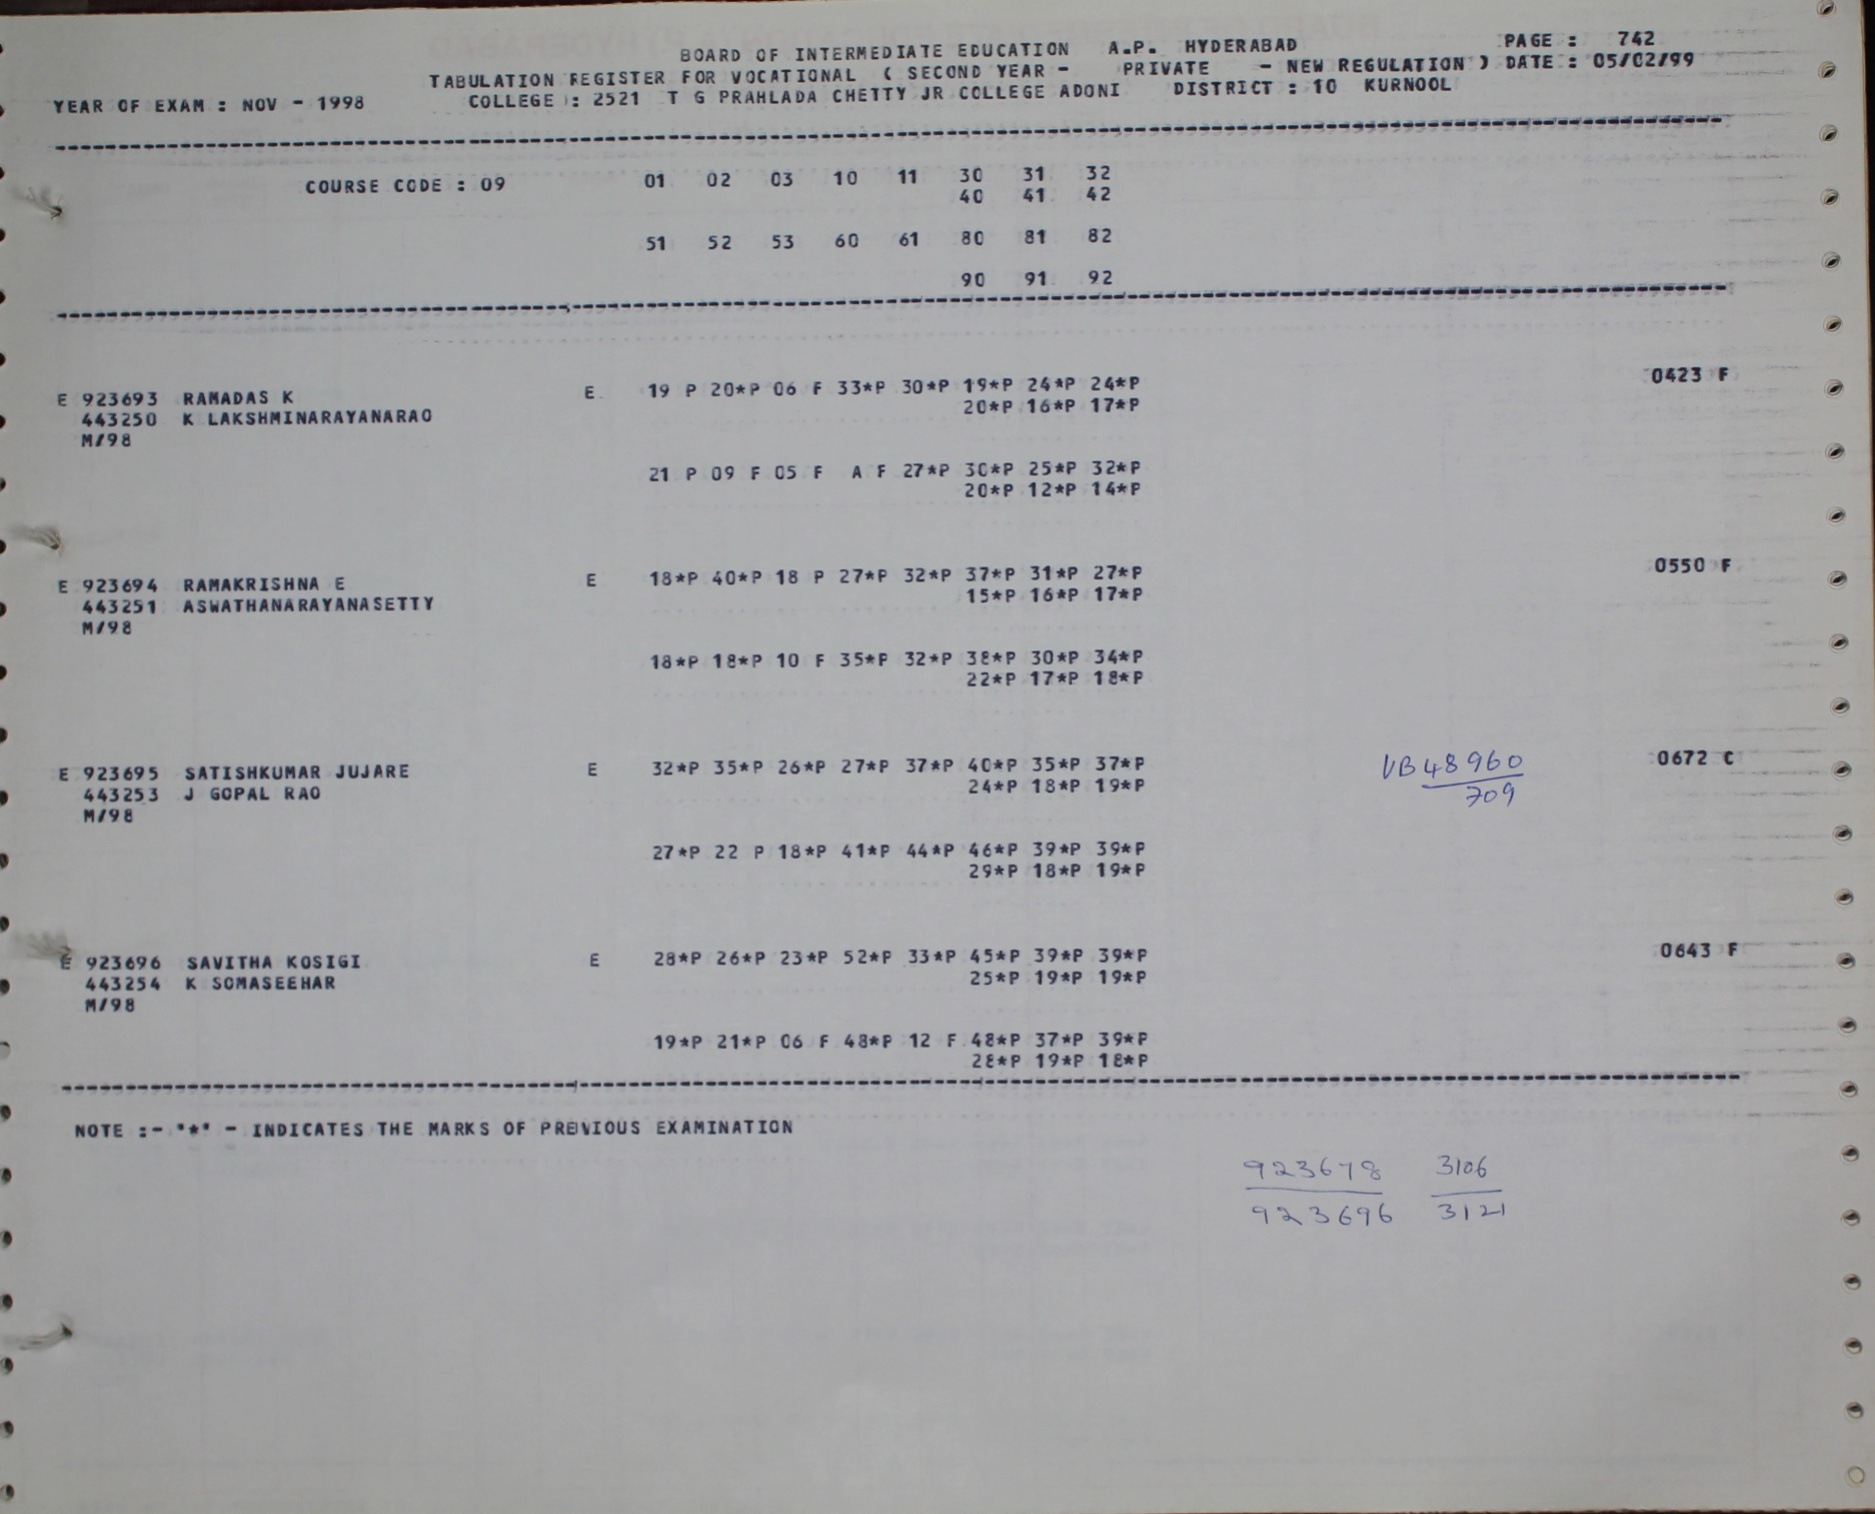 BOARD OF INTERMEDIATE EDUCATION A.P. HYDERABAD PAGE : 742
TABULATION REGISTER FOR VOCATIONAL ( SECOND YEAR - PRIVATE - NEW REGULATION ) DATE : 05/02/99
YEAR OF EXAM : NOV - 1998 COLLEGE : 2521 T G PRAHLADA CHETTY JR COLLEGE ADONI DISTRICT : 10 KURNOOL
COURSE CODE : 09 01 02 03 10 11 30 31 32
40 41 42
51 52 53 60 61 80 81 82
90 91 92
E 923693 RAMADAS K E 19 P 20*P 06 F 33*P 30*P 19*P 24*P 24*P 0423 F
443250 K LAKSHMINARAYANARAO 20*P 16*P 17*P
M/98
21 P 09 F 05 F A F 27*P 30*P 25*P 32*P
20*P 12*P 14*P
E 923694 RAMAKRISHNA E E 18*P 40*P 18 P 27*P 32*P 37*P 31*P 27*P 0550 F
443251 ASWATHANARAYANASETTY 15*P 16*P 17*P
M/98
18*P 18*P 10 F 35*P 32*P 38*P 30*P 34*P
22*P 17*P 18*P
E 923695 SATISHKUMAR JUJARE E 32*P 35*P 26*P 27*P 37*P 40*P 35*P 37*P VB48960 0672 C
443253 J GOPAL RAO 24*P 18*P 19*P 709
M/98
27*P 22 P 18*P 41*P 44*P 46*P 39*P 39*P
29*P 18*P 19*P
E 923696 SAVITHA KOSIGI E 28*P 26*P 23*P 52*P 33*P 45*P 39*P 39*P 0643 F
443254 K SOMASEEHAR 25*P 19*P 19*P
M/98
19*P 21*P 06 F 48*P 12 F 48*P 37*P 39*P
28*P 19*P 18*P
NOTE :- "*" - INDICATES THE MARKS OF PREVIOUS EXAMINATION
923678 3106
923696 3121